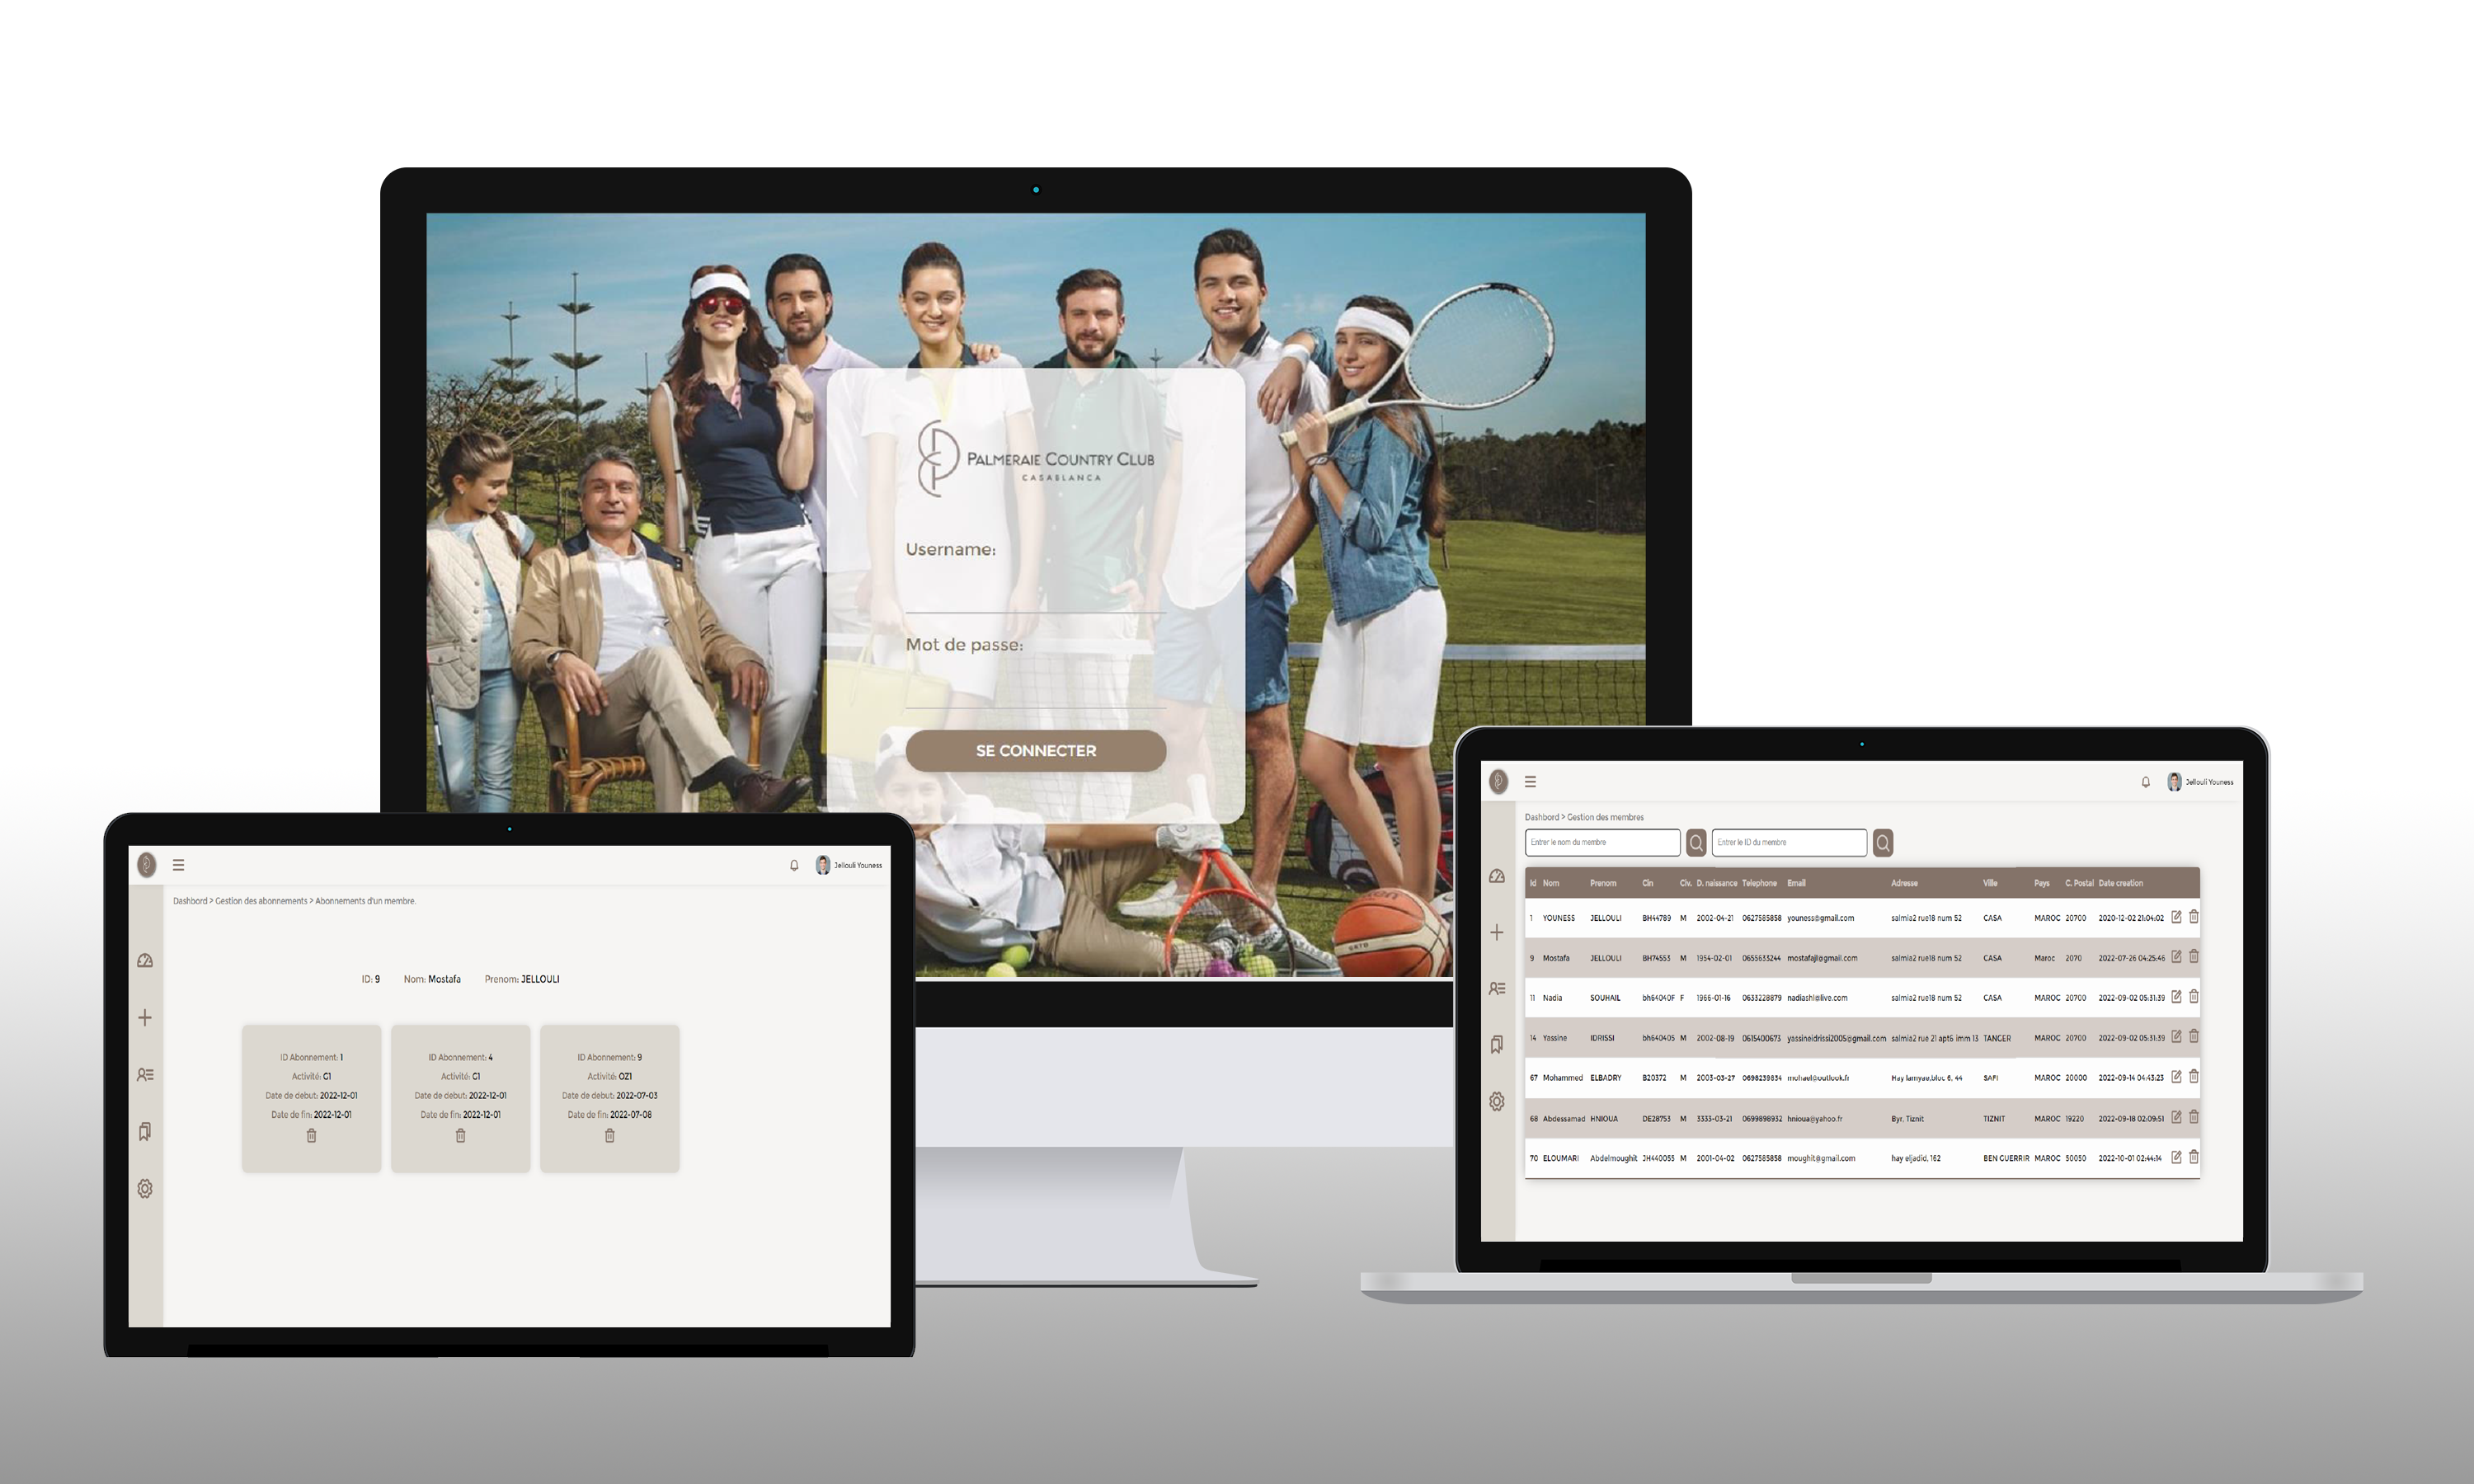 PALMERAIE COUNTRY CLUB
CASABLANCA
Username:
Mot de passe:
SE CONNECTER
Jellouli Youness
Dashbord > Gestion des abonnements > Abonnements d'un membre.
ID: 9 Nom: Mostafa Prenom: JELLOULI
ID Abonnement: 1
Activité: G1
Date de debut: 2022-12-01
Date de fin: 2022-12-01
ID Abonnement: 4
Activité: G1
Date de debut: 2022-12-01
Date de fin: 2022-12-01
ID Abonnement: 9
Activité: OZ1
Date de debut: 2022-07-03
Date de fin: 2022-07-08
Jellouli Youness
Dashbord > Gestion des membres
Entrer le nom du membre Entrer le ID du membre
Id Nom Prenom Cin Civ. D. naissance Telephone Email Adresse Ville Pays C. Postal Date creation
1 YOUNESS JELLOULI BH44789 M 2002-04-21 0627585858 youness@gmail.com salmia2 rue18 num 52 CASA MAROC 20700 2020-12-02 21:04:02
9 Mostafa JELLOULI BH74553 M 1954-02-01 0655633244 mostafajl@gmail.com salmia2 rue18 num 52 CASA Maroc 2070 2022-07-26 04:25:46
11 Nadia SOUHAIL bh64040F F 1966-01-16 0633228879 nadiashl@live.com salmia2 rue18 num 52 CASA MAROC 20700 2022-09-02 05:31:39
14 Yassine IDRISSI bh640405 M 2002-08-19 0615400673 yassineidrissi2005@gmail.com salmia2 rue 21 apt6 imm 13 TANGER MAROC 20700 2022-09-02 05:31:39
67 Mohammed ELBADRY B20372 M 2003-03-27 0698239834 mohael@outlook.fr Hay lamyae,bloc 6, 44 SAFI MAROC 20000 2022-09-14 04:43:23
68 Abdessamad HNIOUA DE28753 M 3333-03-21 0699898932 hnioua@yahoo.fr Byr, Tiznit TIZNIT MAROC 19220 2022-09-18 02:09:51
70 ELOUMARI Abdelmoughit JH440055 M 2001-04-02 0627585858 moughit@gmail.com hay eljadid, 162 BEN GUERRIR MAROC 50050 2022-10-01 02:44:14